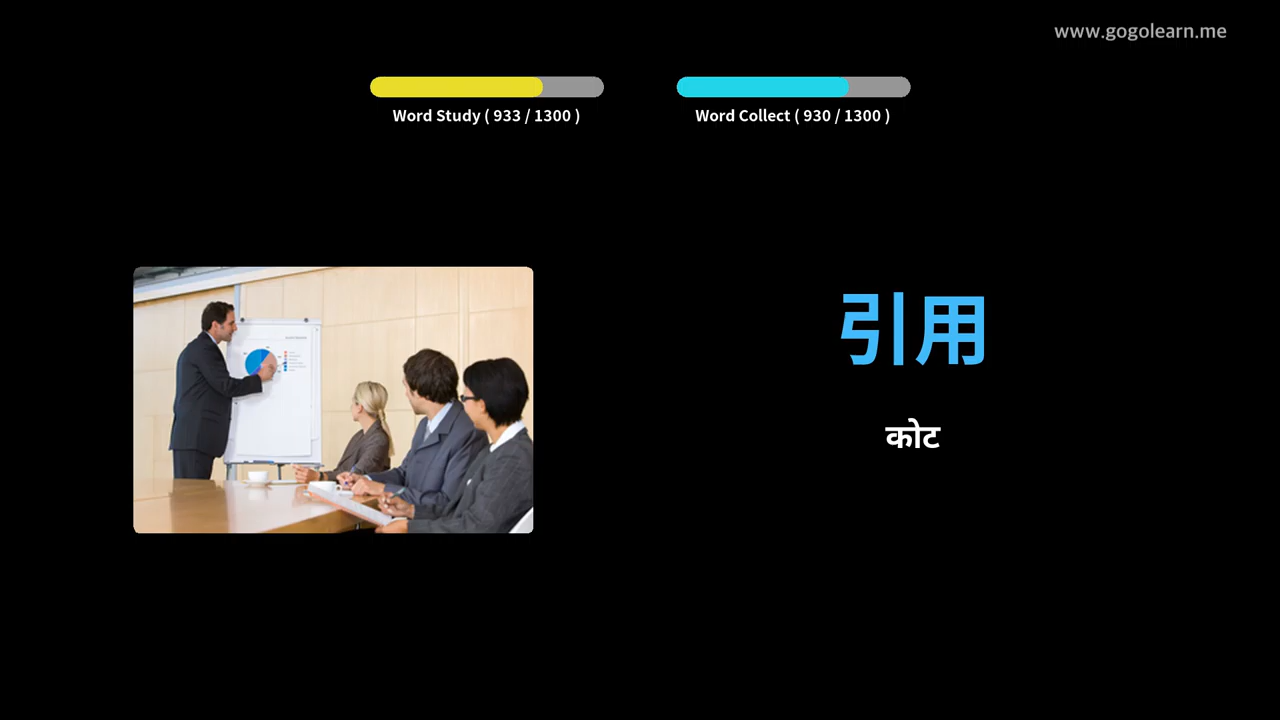 www.gogolearn.me
Word Study ( 933 / 1300 )
Word Collect ( 930 / 1300 )
引用
कोट